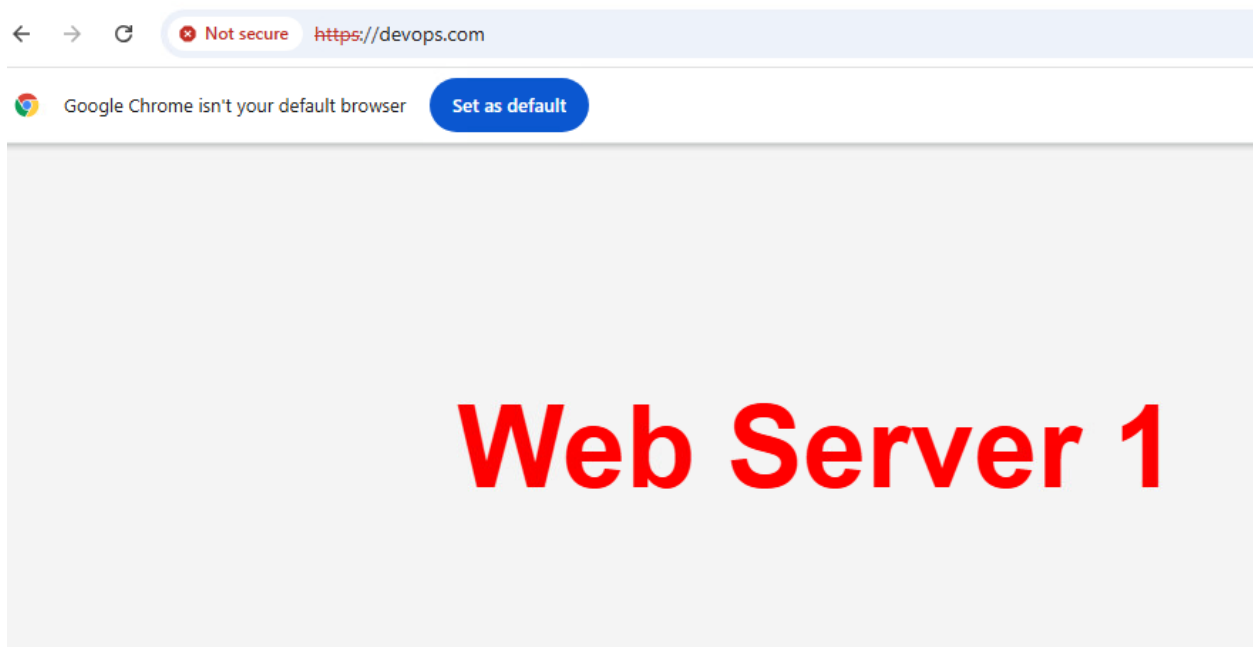 Not secure https://devops.com
Google Chrome isn't your default browser Set as default
Web Server 1